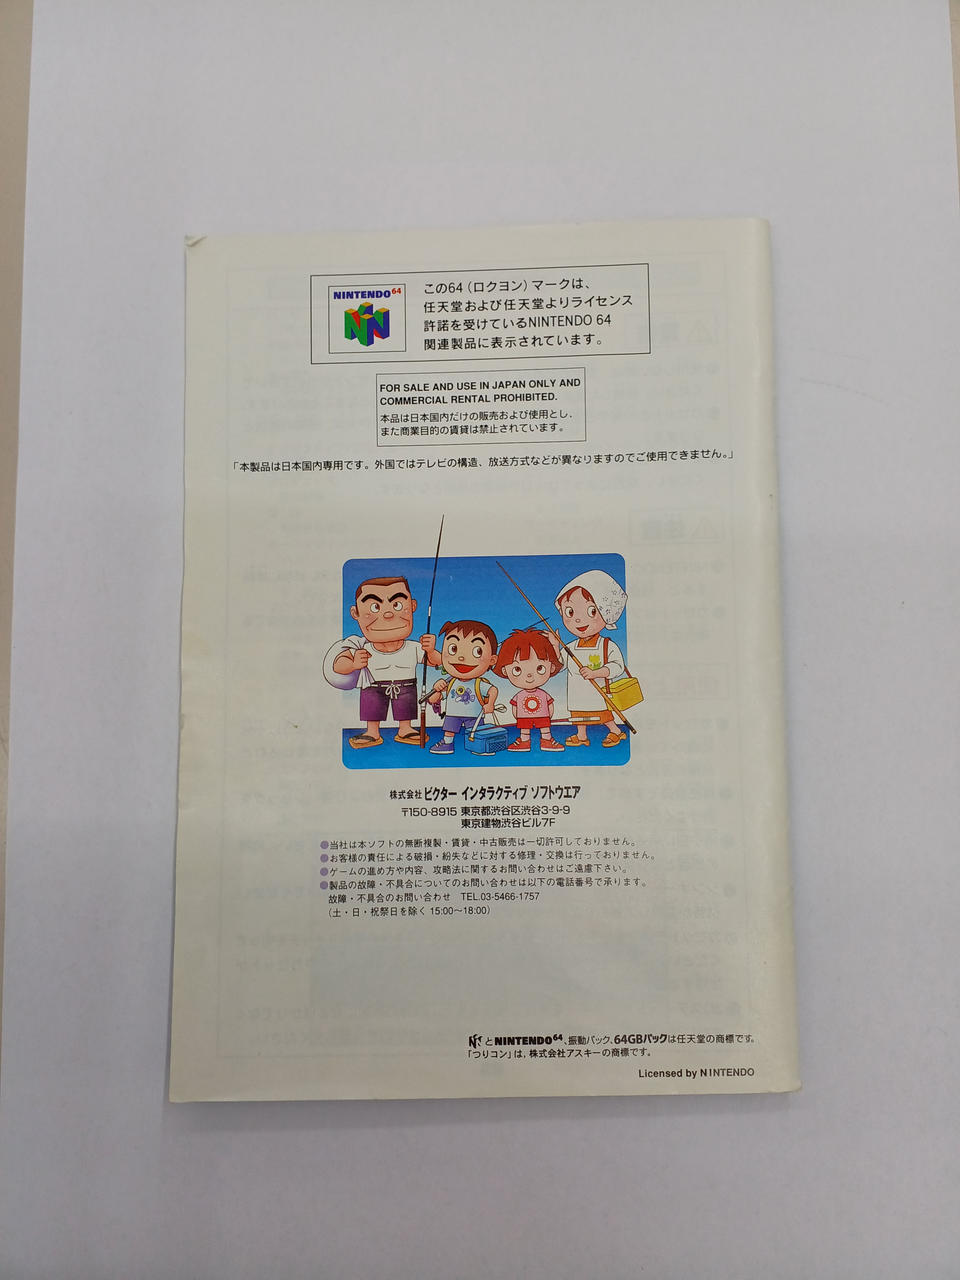 NINTENDO64
この64（ロクヨン）マークは、
任天堂および任天堂よりライセンス
許諾を受けているNINTENDO 64
関連製品に表示されています。
FOR SALE AND USE IN JAPAN ONLY AND
COMMERCIAL RENTAL PROHIBITED.
本品は日本国内だけの販売および使用とし、
また商業目的の賃貸は禁止されています。
「本製品は日本国内専用です。外国ではテレビの構造、放送方式などが異なりますのでご使用できません。」
株式会社 ビクター インタラクティブ ソフトウエア
〒150-8915 東京都渋谷区渋谷3-9-9
東京建物渋谷ビル7F
●当社は本ソフトの無断複製・賃貸・中古販売は一切許可しておりません。
●お客様の責任による破損・紛失などに対する修理・交換は行っておりません。
●ゲームの進め方や内容、攻略法に関するお問い合わせはご遠慮下さい。
●製品の故障・不具合についてのお問い合わせは以下の電話番号で承ります。
故障・不具合のお問い合わせ TEL.03-5466-1757
（土・日・祝祭日を除く 15:00〜18:00）
とNINTENDO64、振動パック、64GBパックは任天堂の商標です。
「つりコン」は、株式会社アスキーの商標です。
Licensed by NINTENDO